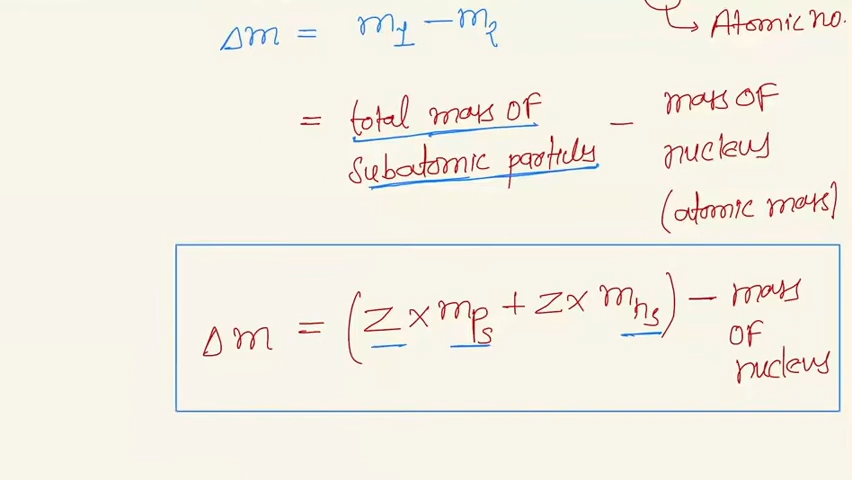 Δm = m1 − m2
Atomic no.
= total mass of subatomic particles − mass of nucleus (atomic mass)
Δm = (Z × mps + Z × mns) − mass of nucleus